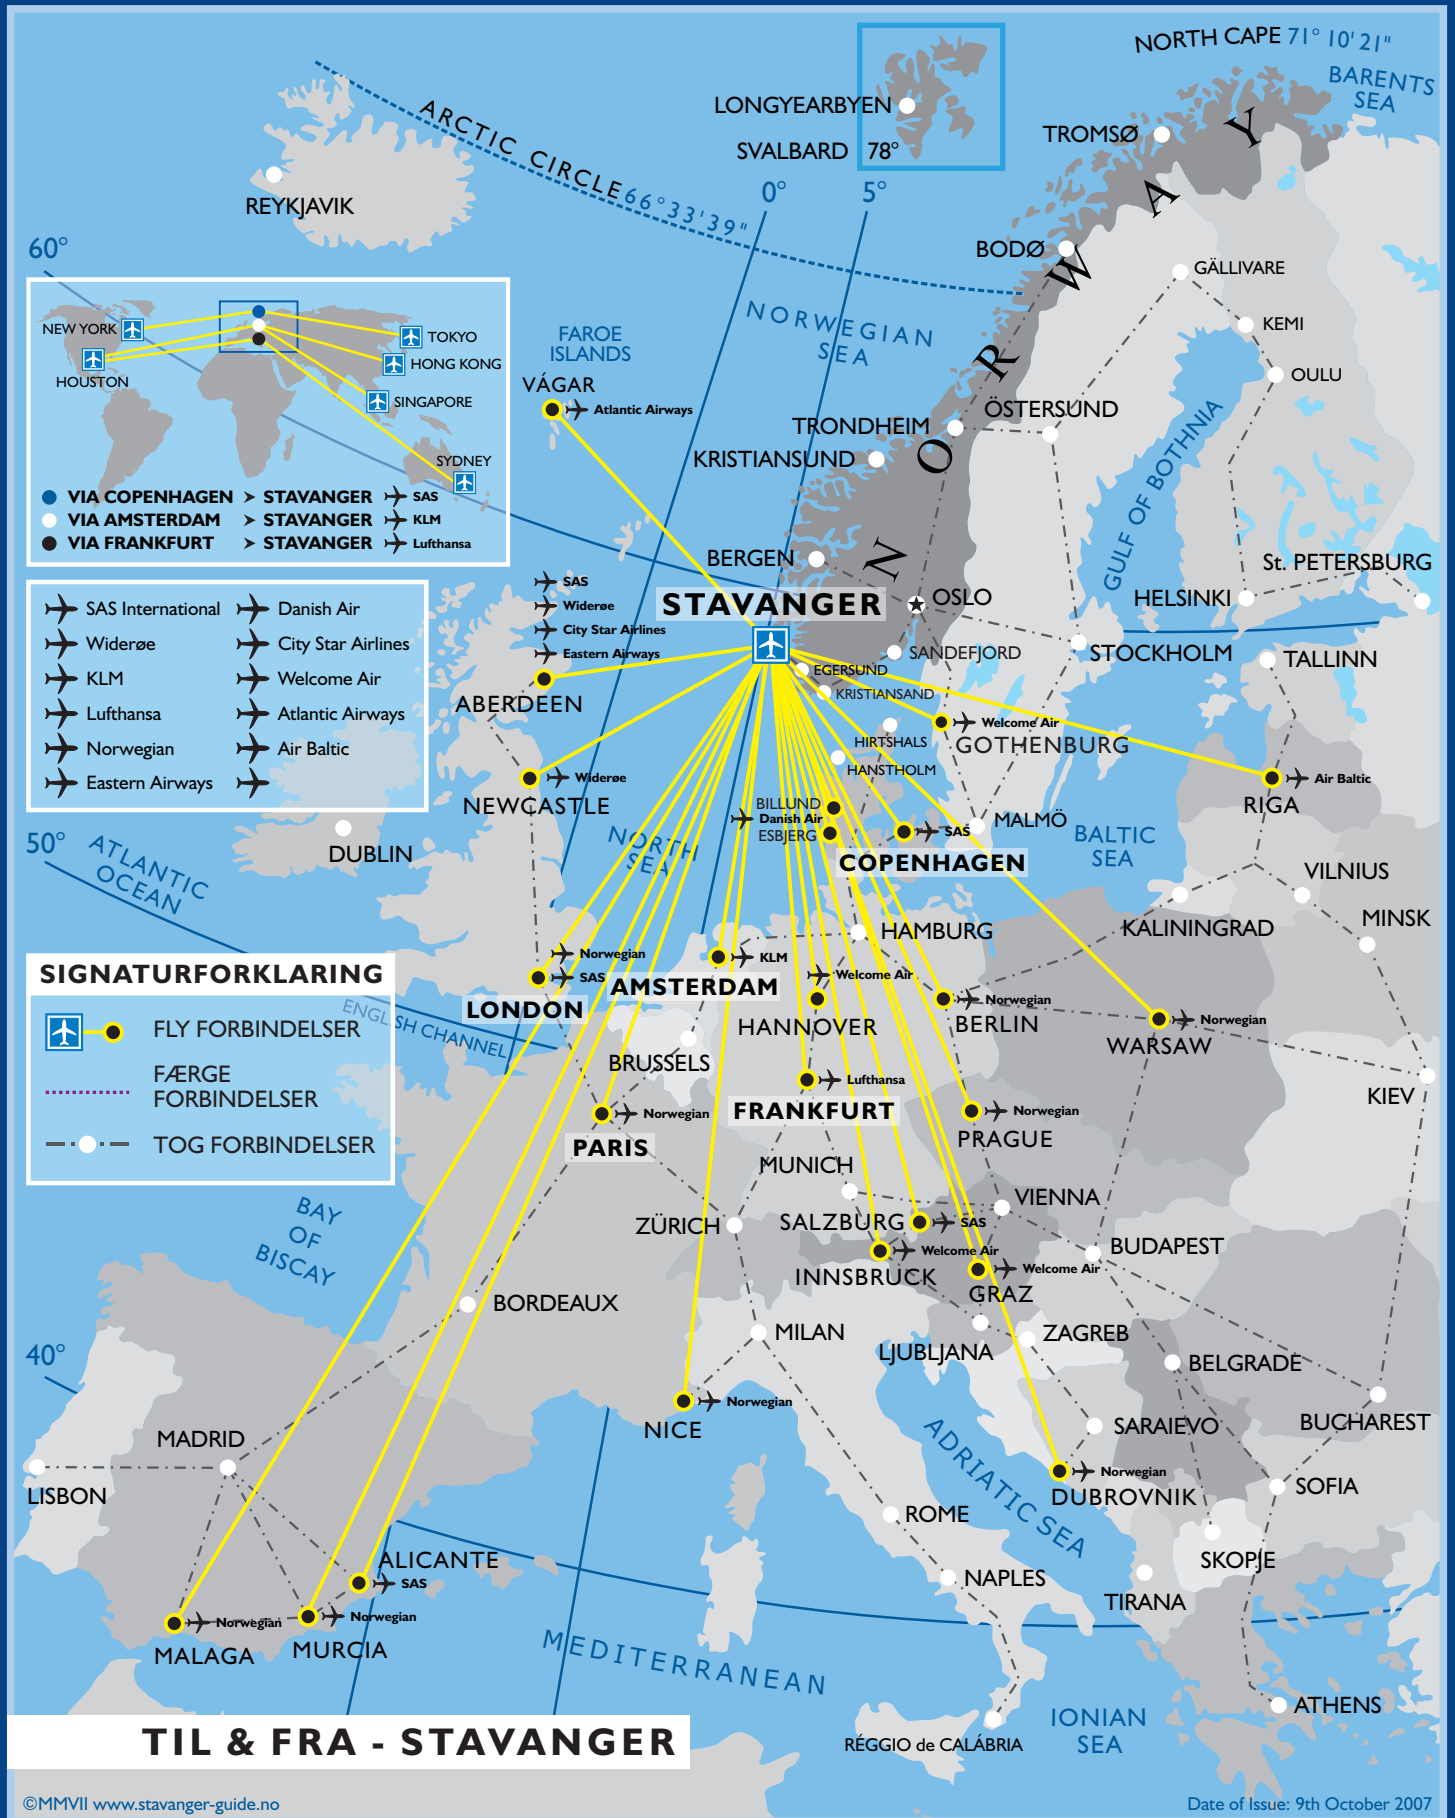 NORTH CAPE 71° 10' 21"
BARENTS
SEA
LONGYEARBYEN
SVALBARD 78°
TROMSØ
ARCTIC CIRCLE 66°33'39"
0°
5°
REYKJAVIK
60°
BODØ
NORWAY
GÄLLIVARE
KEMI
OULU
NORWEGIAN
SEA
FAROE
ISLANDS
VÁGAR
Atlantic Airways
NEW YORK
HOUSTON
TOKYO
HONG KONG
SINGAPORE
SYDNEY
VIA COPENHAGEN > STAVANGER SAS
VIA AMSTERDAM > STAVANGER KLM
VIA FRANKFURT > STAVANGER Lufthansa
TRONDHEIM
ÖSTERSUND
KRISTIANSUND
GULF OF BOTHNIA
BERGEN
St. PETERSBURG
STAVANGER
OSLO
HELSINKI
SAS
Widerøe
City Star Airlines
Eastern Airways
ABERDEEN
SAS International
Danish Air
Widerøe
City Star Airlines
KLM
Welcome Air
Lufthansa
Atlantic Airways
Norwegian
Air Baltic
Eastern Airways
SANDEFJORD
EGERSUND
KRISTIANSAND
STOCKHOLM
TALLINN
Welcome Air
GOTHENBURG
HIRTSHALS
HANSTHOLM
Widerøe
NEWCASTLE
Air Baltic
RIGA
BILLUND
Danish Air
ESBJERG
SAS
COPENHAGEN
MALMÖ
BALTIC
SEA
DUBLIN
50°
ATLANTIC
OCEAN
NORTH
SEA
VILNIUS
MINSK
KALININGRAD
HAMBURG
SIGNATURFORKLARING
FLY FORBINDELSER
FÆRGE
FORBINDELSER
TOG FORBINDELSER
Norwegian
SAS
LONDON
KLM
AMSTERDAM
Welcome Air
HANNOVER
Norwegian
BERLIN
Norwegian
WARSAW
ENGLISH CHANNEL
BRUSSELS
KIEV
Lufthansa
FRANKFURT
Norwegian
PARIS
Norwegian
PRAGUE
MUNICH
VIENNA
BAY
OF
BISCAY
ZÜRICH
SALZBURG
SAS
Welcome Air
INNSBRUCK
Welcome Air
GRAZ
BUDAPEST
BORDEAUX
MILAN
LJUBLJANA
ZAGREB
40°
BELGRADE
NICE
Norwegian
SARAIEVO
BUCHAREST
MADRID
LISBON
ADRIATIC SEA
Norwegian
DUBROVNIK
SOFIA
ROME
SKOPJE
ALICANTE
SAS
NAPLES
TIRANA
Norwegian
MALAGA
Norwegian
MURCIA
MEDITERRANEAN
ATHENS
IONIAN
SEA
RÉGGIO de CALÁBRIA
TIL & FRA - STAVANGER
©MMVII www.stavanger-guide.no
Date of Issue: 9th October 2007